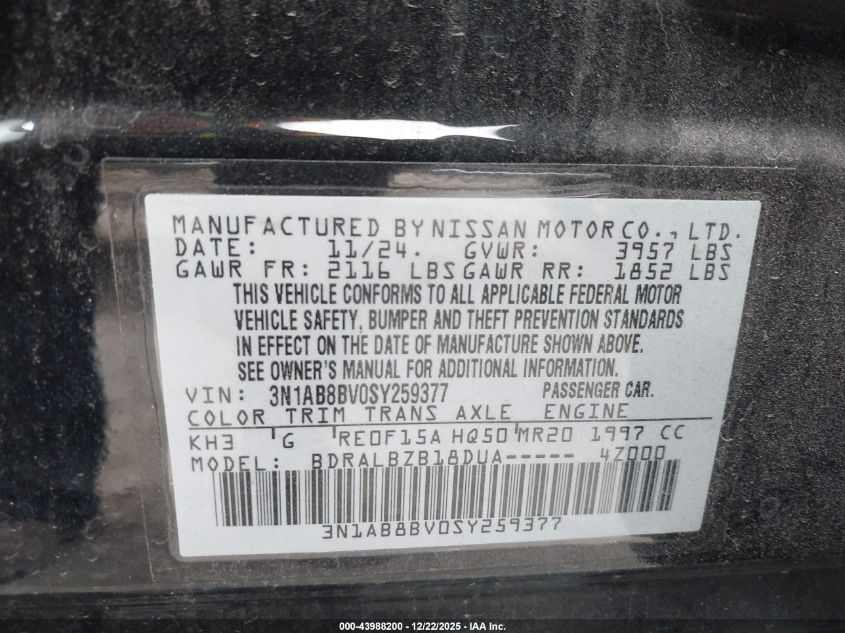 MANUFACTURED BY NISSAN MOTOR CO., LTD.
DATE: 11/24. GVWR: 3957 LBS
GAWR FR: 2116 LBS GAWR RR: 1852 LBS
THIS VEHICLE CONFORMS TO ALL APPLICABLE FEDERAL MOTOR
VEHICLE SAFETY, BUMPER AND THEFT PREVENTION STANDARDS
IN EFFECT ON THE DATE OF MANUFACTURE SHOWN ABOVE.
SEE OWNER'S MANUAL FOR ADDITIONAL INFORMATION.
VIN: 3N1AB8BV0SY259377 PASSENGER CAR.
COLOR TRIM TRANS AXLE ENGINE
KH3 G RE0F15A HQ50 MR20 1997 CC
MODEL: BDRALBZB18DUA----- 4Z000
3N1AB8BV0SY259377
000-43988200 • 12/22/2025 • IAA Inc.